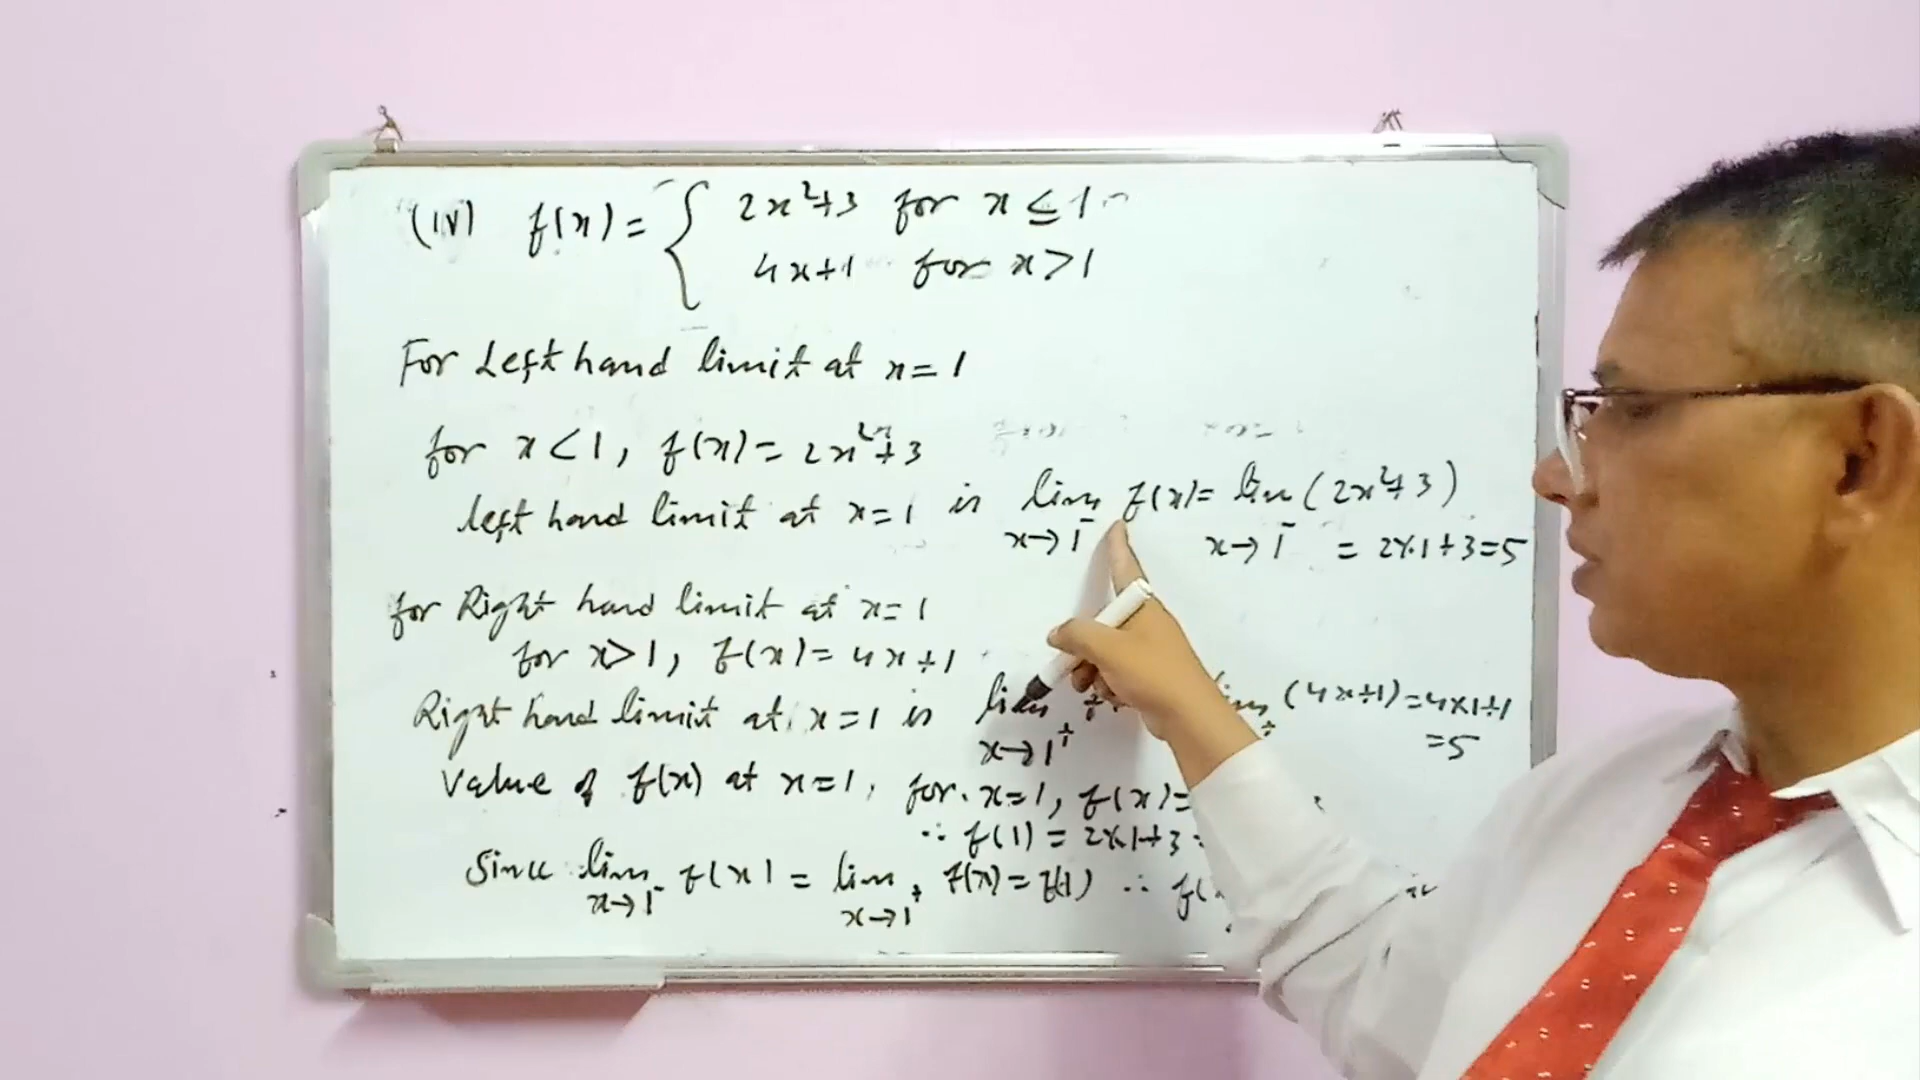 (iv) f(x) = { 2x²+3 for x ≤ 1
4x+1 for x > 1
For Left hand limit at x = 1
for x < 1, f(x) = 2x²+3
left hand limit at x = 1 is lim x→1⁻ f(x) = lim x→1⁻ (2x²+3)
= 2×1+3=5
for Right hand limit at x = 1
for x > 1, f(x) = 4x+1
Right hand limit at x = 1 is lim x→1⁺ (4x+1) = 4×1+1
= 5
Value of f(x) at x = 1, for x = 1, f(x) =
∴ f(1) = 2×1+3
Since lim x→1⁻ f(x) = lim x→1⁺ f(x) = f(1) ∴ f(